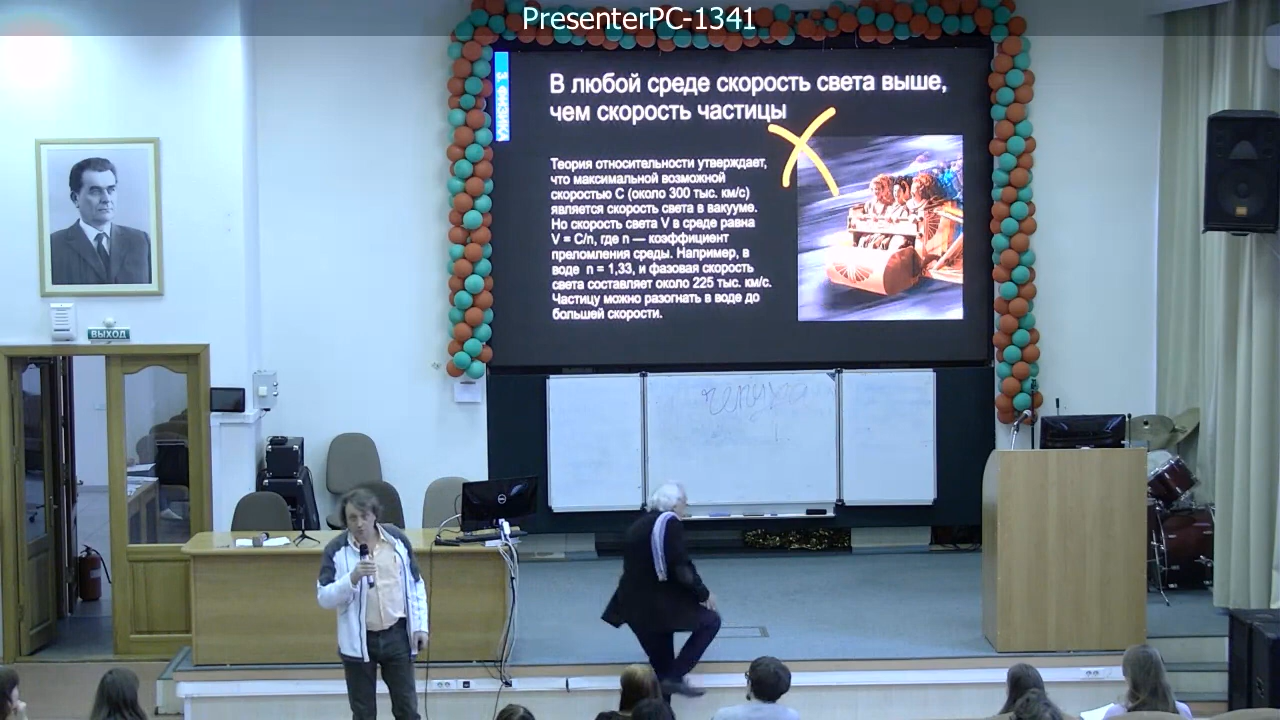 PresenterPC-1341
В любой среде скорость света выше,
чем скорость частицы
Теория относительности утверждает,
что максимальной возможной
скоростью С (около 300 тыс. км/с)
является скорость света в вакууме.
Но скорость света V в среде равна
V = C/n, где n — коэффициент
преломления среды. Например, в
воде n = 1,33, и фазовая скорость
света составляет около 225 тыс. км/с.
Частицу можно разогнать в воде до
большей скорости.
ВЫХОД
DELL